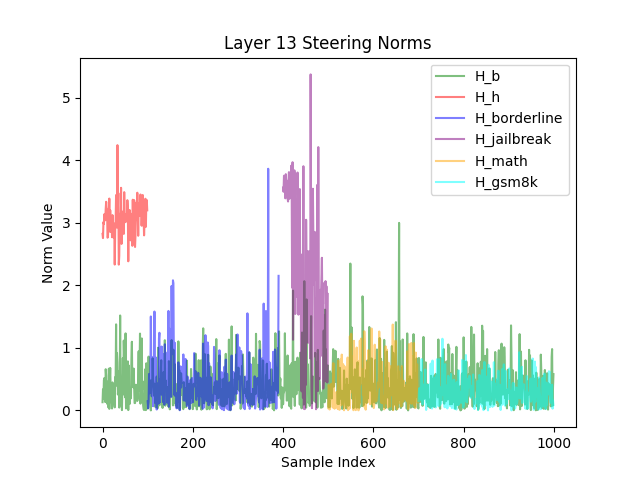 Layer 13 Steering Norms
H_b
H_h
H_borderline
H_jailbreak
H_math
H_gsm8k
Norm Value
5
4
3
2
1
0
0 200 400 600 800 1000
Sample Index